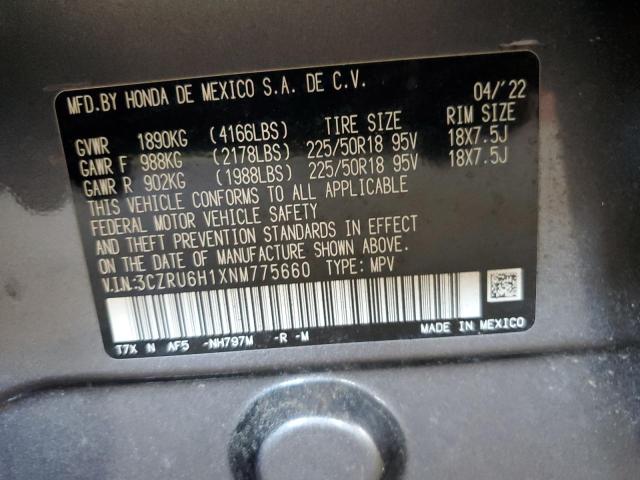 MFD.BY HONDA DE MEXICO S.A. DE C.V. 04/'22
GVWR 1890KG (4166LBS) TIRE SIZE RIM SIZE
GAWR F 988KG (2178LBS) 225/50R18 95V 18X7.5J
GAWR R 902KG (1988LBS) 225/50R18 95V 18X7.5J
THIS VEHICLE CONFORMS TO ALL APPLICABLE
FEDERAL MOTOR VEHICLE SAFETY
AND THEFT PREVENTION STANDARDS IN EFFECT
ON THE DATE OF MANUFACTURE SHOWN ABOVE.
V.I.N.:3CZRU6H1XNM775660 TYPE: MPV
T7X N AF5 -NH797M -R -M MADE IN MEXICO